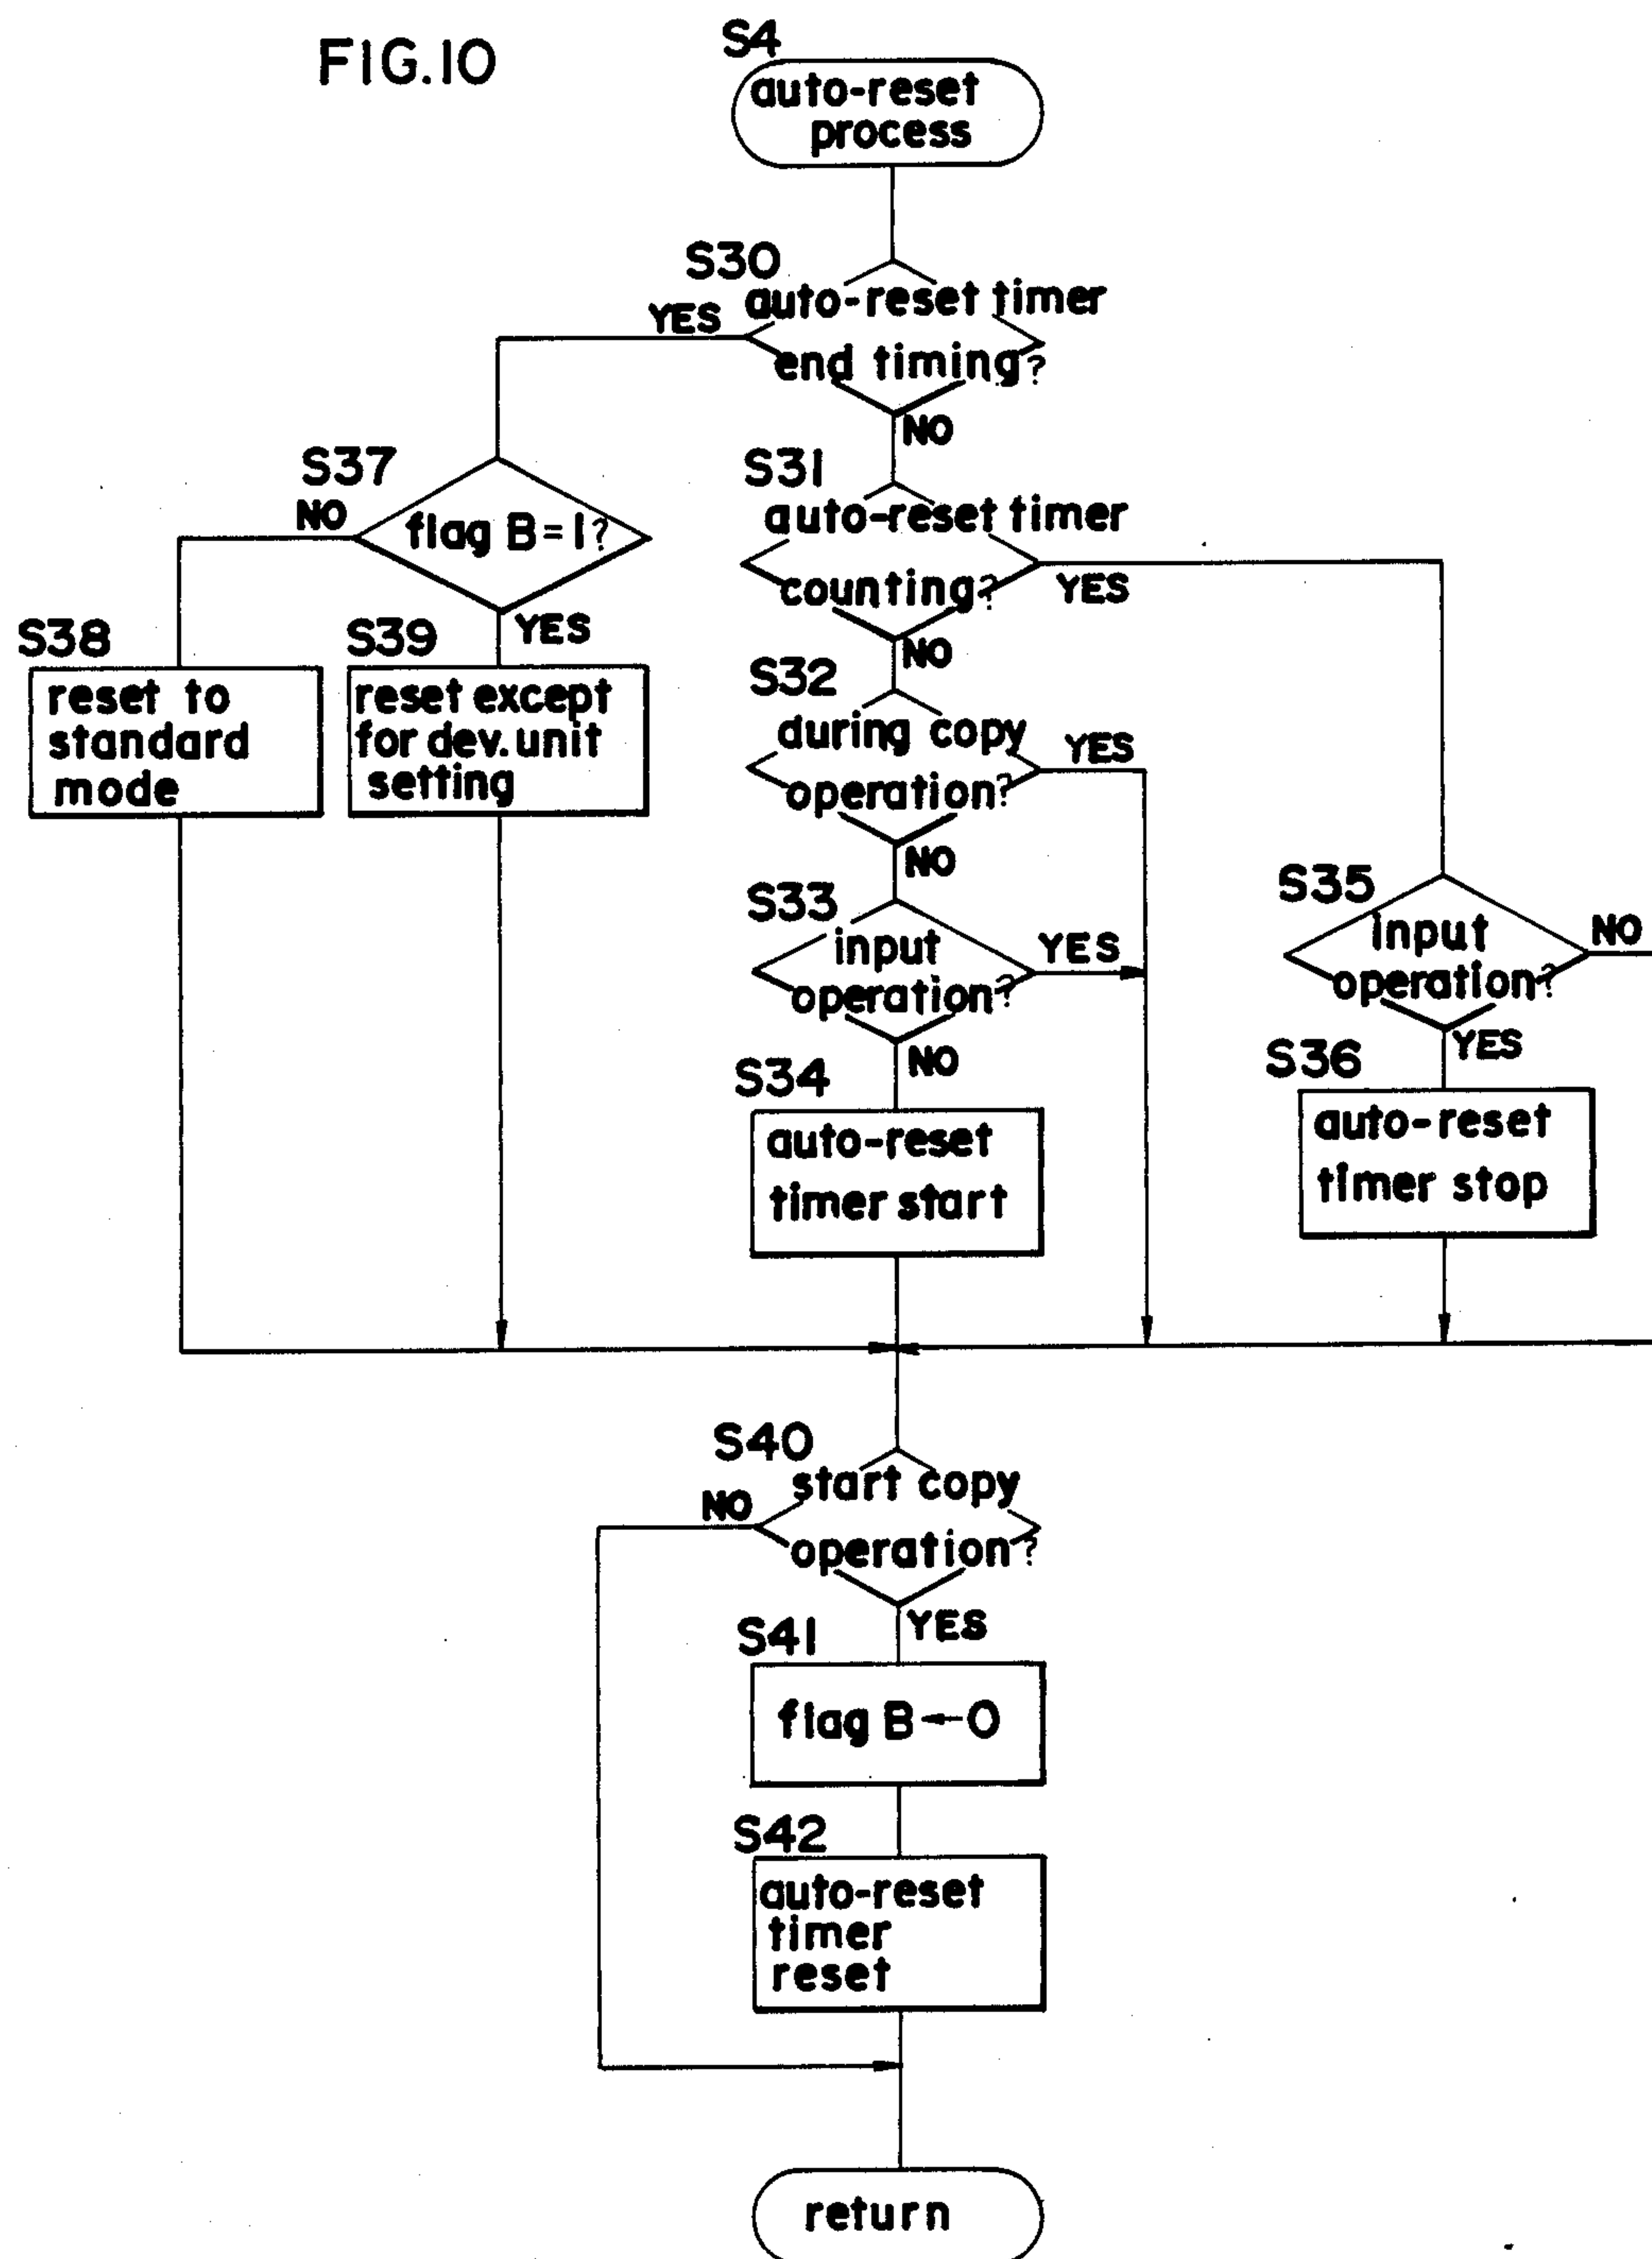 FIG.10
S4
auto-reset
process
S30
auto-reset timer
end timing?
YES
NO
S37
flag B=1?
NO
YES
S31
auto-reset timer
counting?
YES
NO
S38
reset to
standard
mode
S39
reset except
for dev. unit
setting
S32
during copy
operation?
YES
NO
S33
input
operation?
YES
NO
S35
input
operation?
NO
YES
S34
auto-reset
timer start
S36
auto-reset
timer stop
S40
start copy
operation?
NO
YES
S41
flag B←0
S42
auto-reset
timer
reset
return